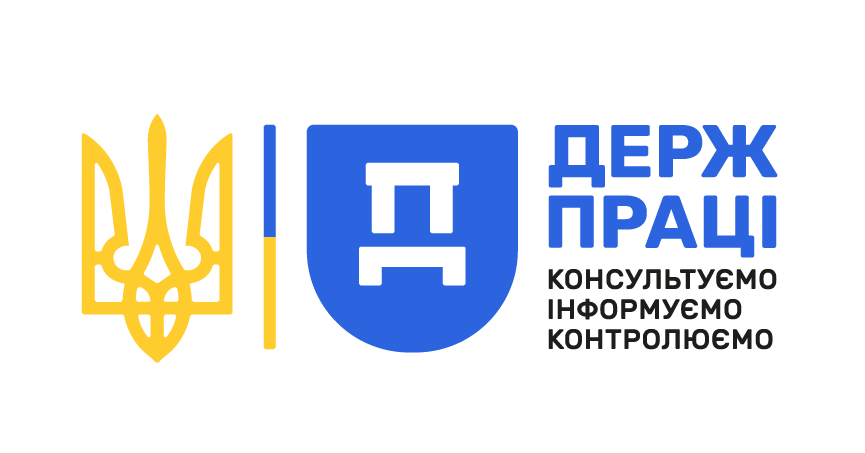 ДЕРЖ
ПРАЦІ
КОНСУЛЬТУЄМО
ІНФОРМУЄМО
КОНТРОЛЮЄМО